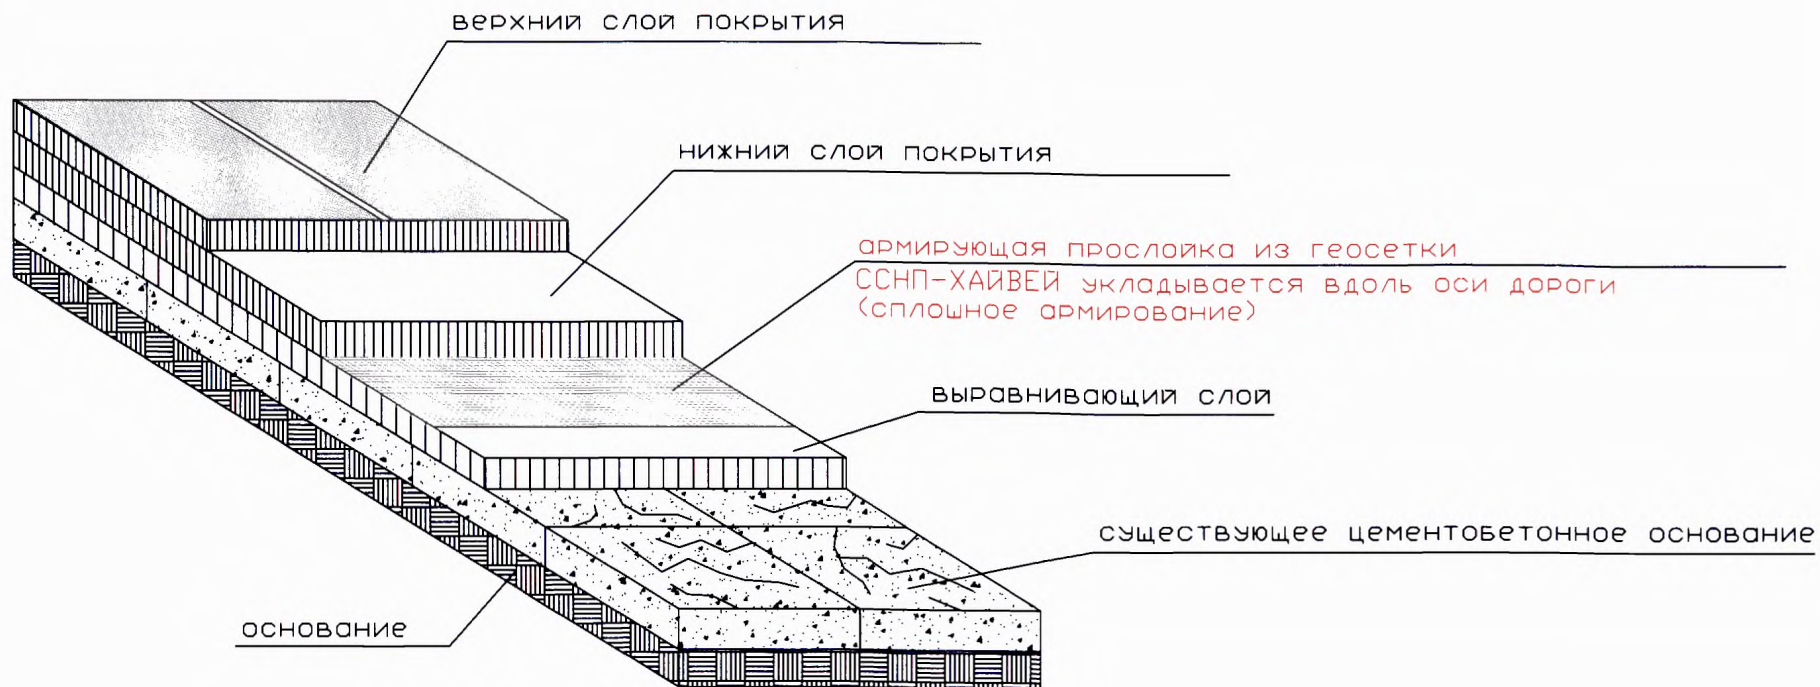 верхний слой покрытия
нижний слой покрытия
армирующая прослойка из геосетки
ССНП-ХАЙВЕЙ укладывается вдоль оси дороги
(сплошное армирование)
выравнивающий слой
существующее цементобетонное основание
основание